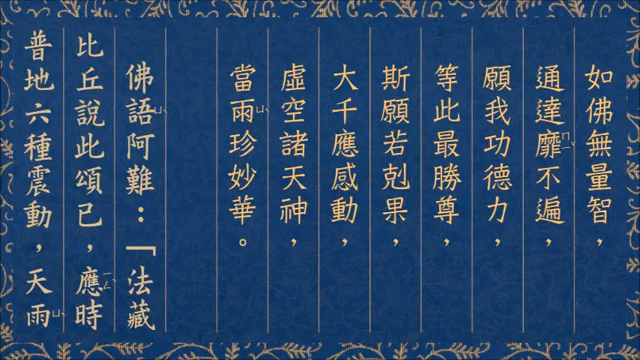 如佛無量智，
通達靡不遍，
願我功德力，
等此最勝尊，
斯願若剋果，
大千應感動，
虛空諸天神，
當雨珍妙華。
佛語阿難：「法藏
比丘說此頌已，應時
普地六種震動，天雨